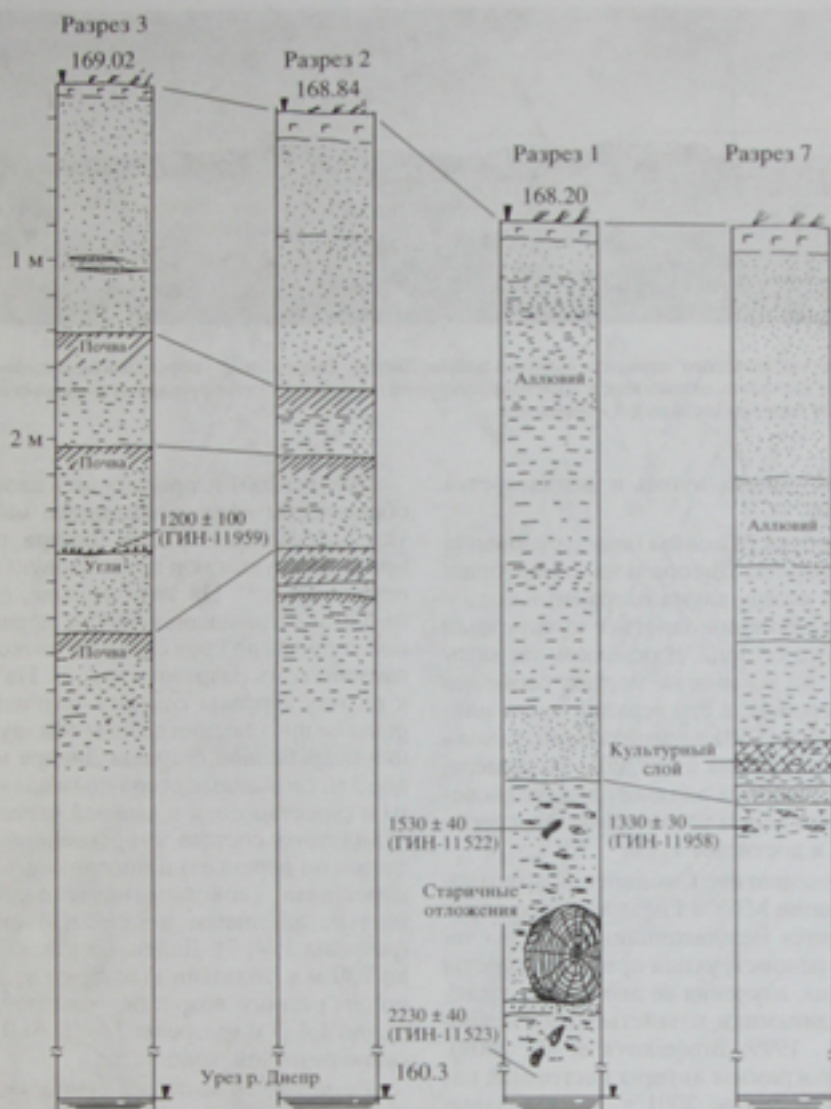 Разрез 3
169.02
Разрез 2
168.84
Разрез 1
168.20
Разрез 7
1 м
Почва
Аллювий
2 м
Почва
1200 ± 100
(ГИН-11959)
Угли
Почва
Аллювий
Культурный
слой
1530 ± 40
(ГИН-11522)
1330 ± 30
(ГИН-11958)
Старичные
отложения
2230 ± 40
(ГИН-11523)
Урез р. Днепр
160.3